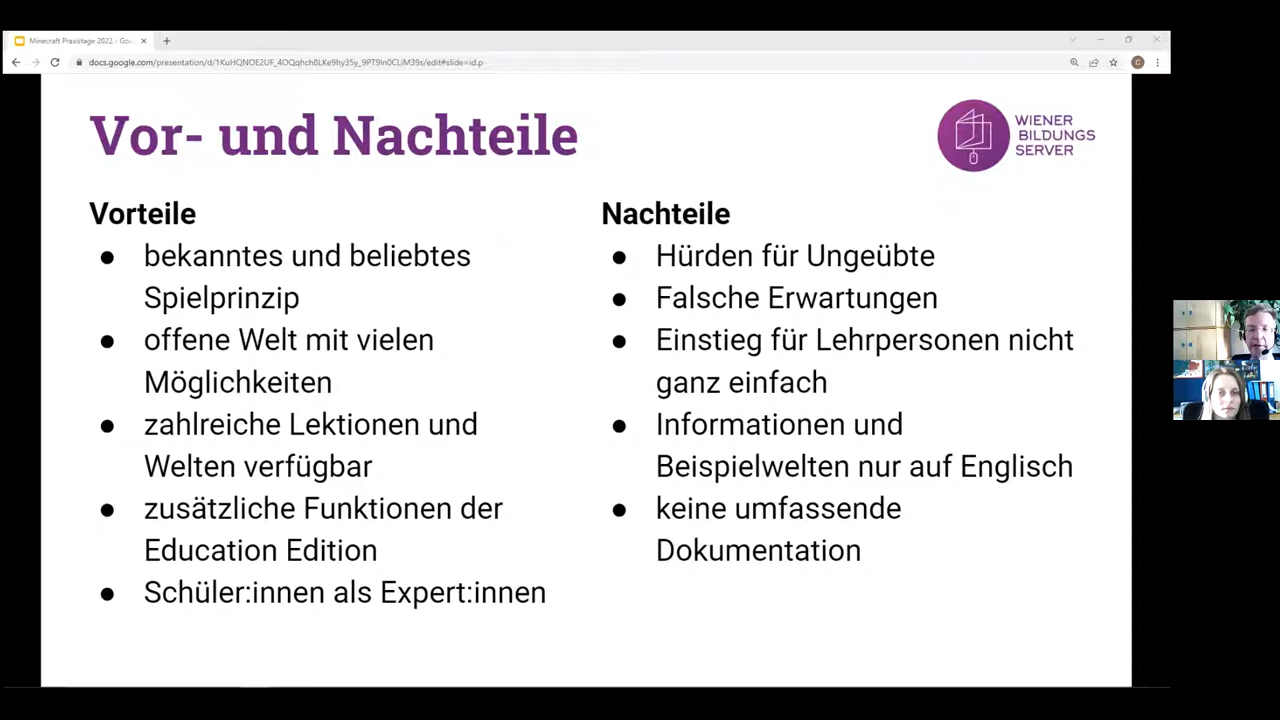 Minecraft Praxistage 2022 - Go
docs.google.com/presentation/d/1KuHQNOE2UF_4OQqhch8LKe9hy35y_9PT9In0CLiM39s/edit#slide=id.p
C
Vor- und Nachteile
WIENER
BILDUNGS
SERVER
Vorteile
● bekanntes und beliebtes
Spielprinzip
● offene Welt mit vielen
Möglichkeiten
● zahlreiche Lektionen und
Welten verfügbar
● zusätzliche Funktionen der
Education Edition
● Schüler:innen als Expert:innen
Nachteile
● Hürden für Ungeübte
● Falsche Erwartungen
● Einstieg für Lehrpersonen nicht
ganz einfach
● Informationen und
Beispielwelten nur auf Englisch
● keine umfassende
Dokumentation